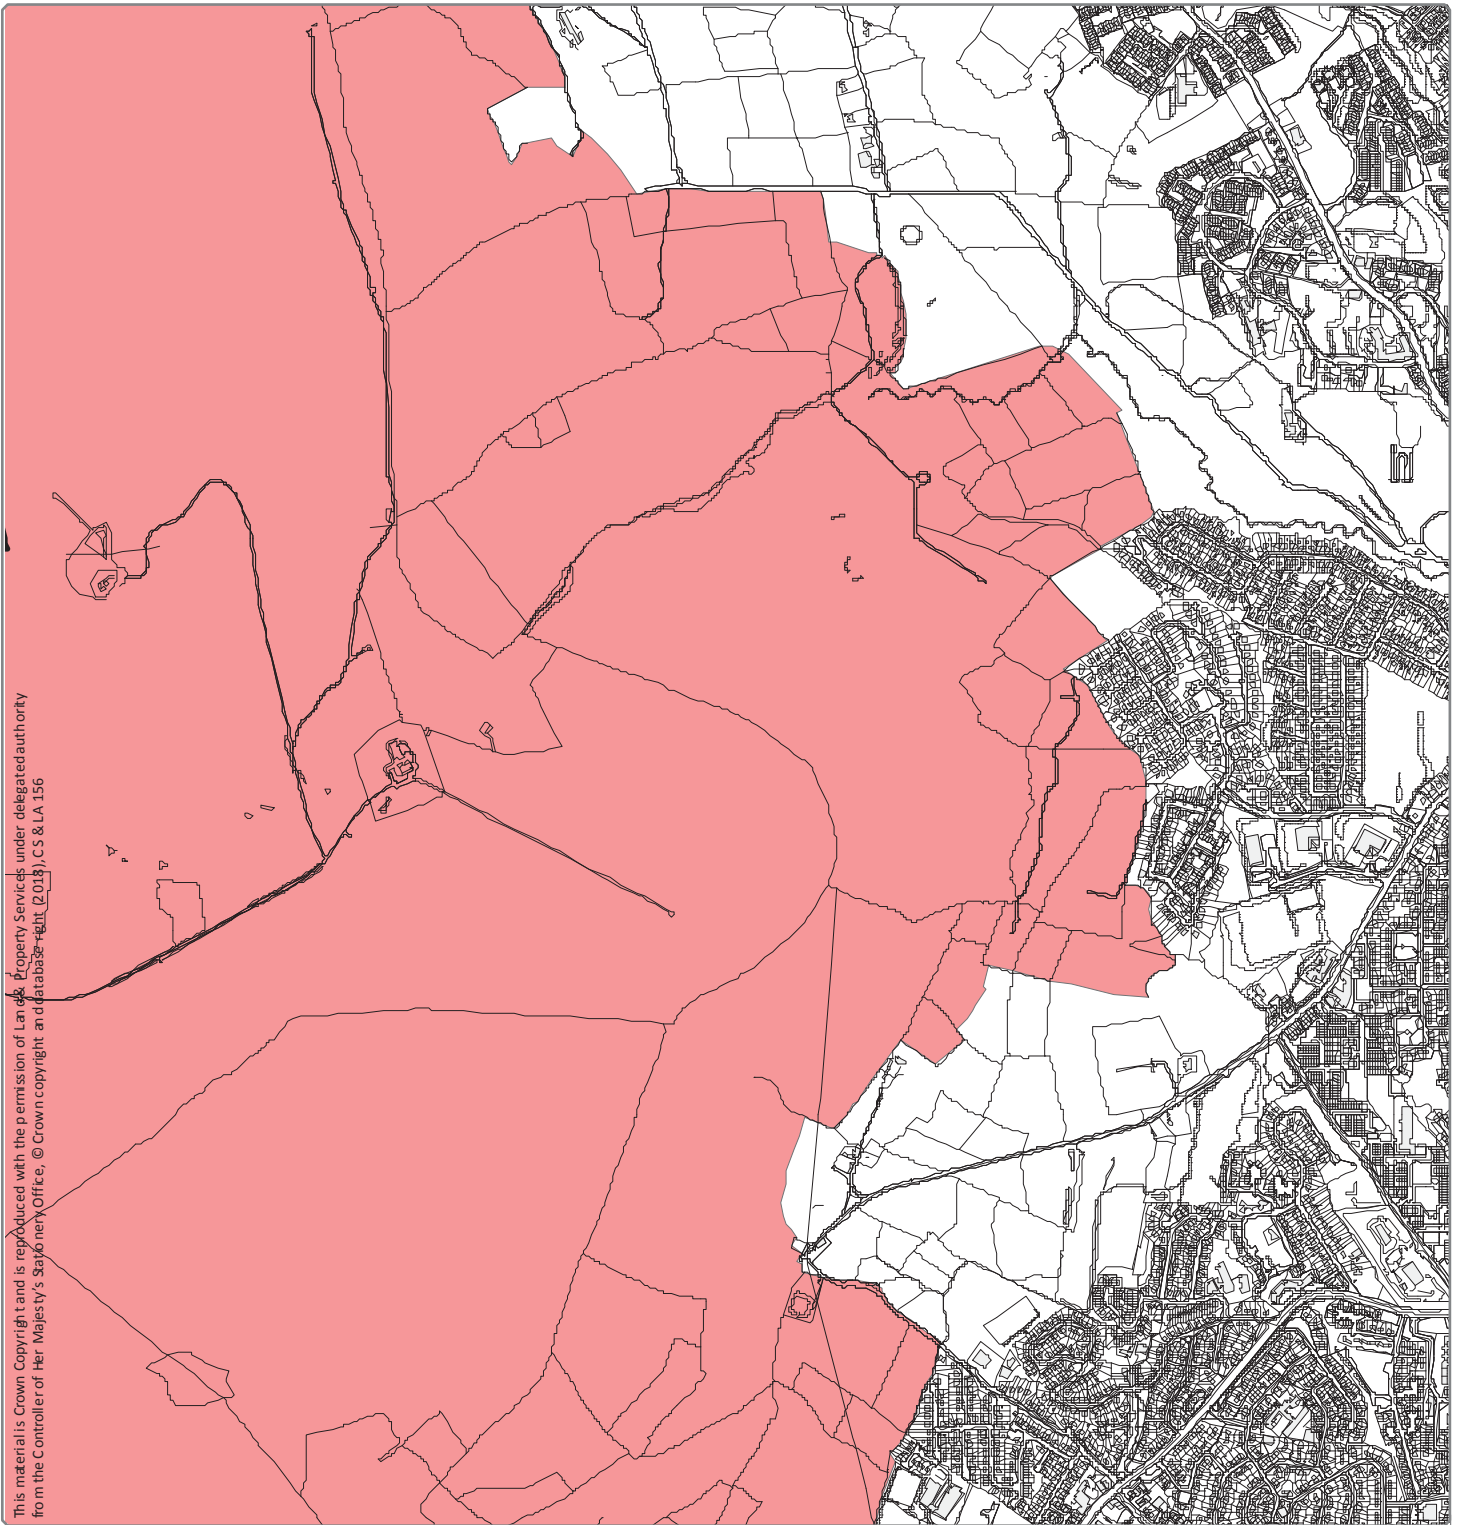 This material is Crown Copyright and is reproduced with the permission of Land & Property Services under delegated authority
from the Controller of Her Majesty's Stationery Office, © Crown copyright and database right (2018), CS & LA 156